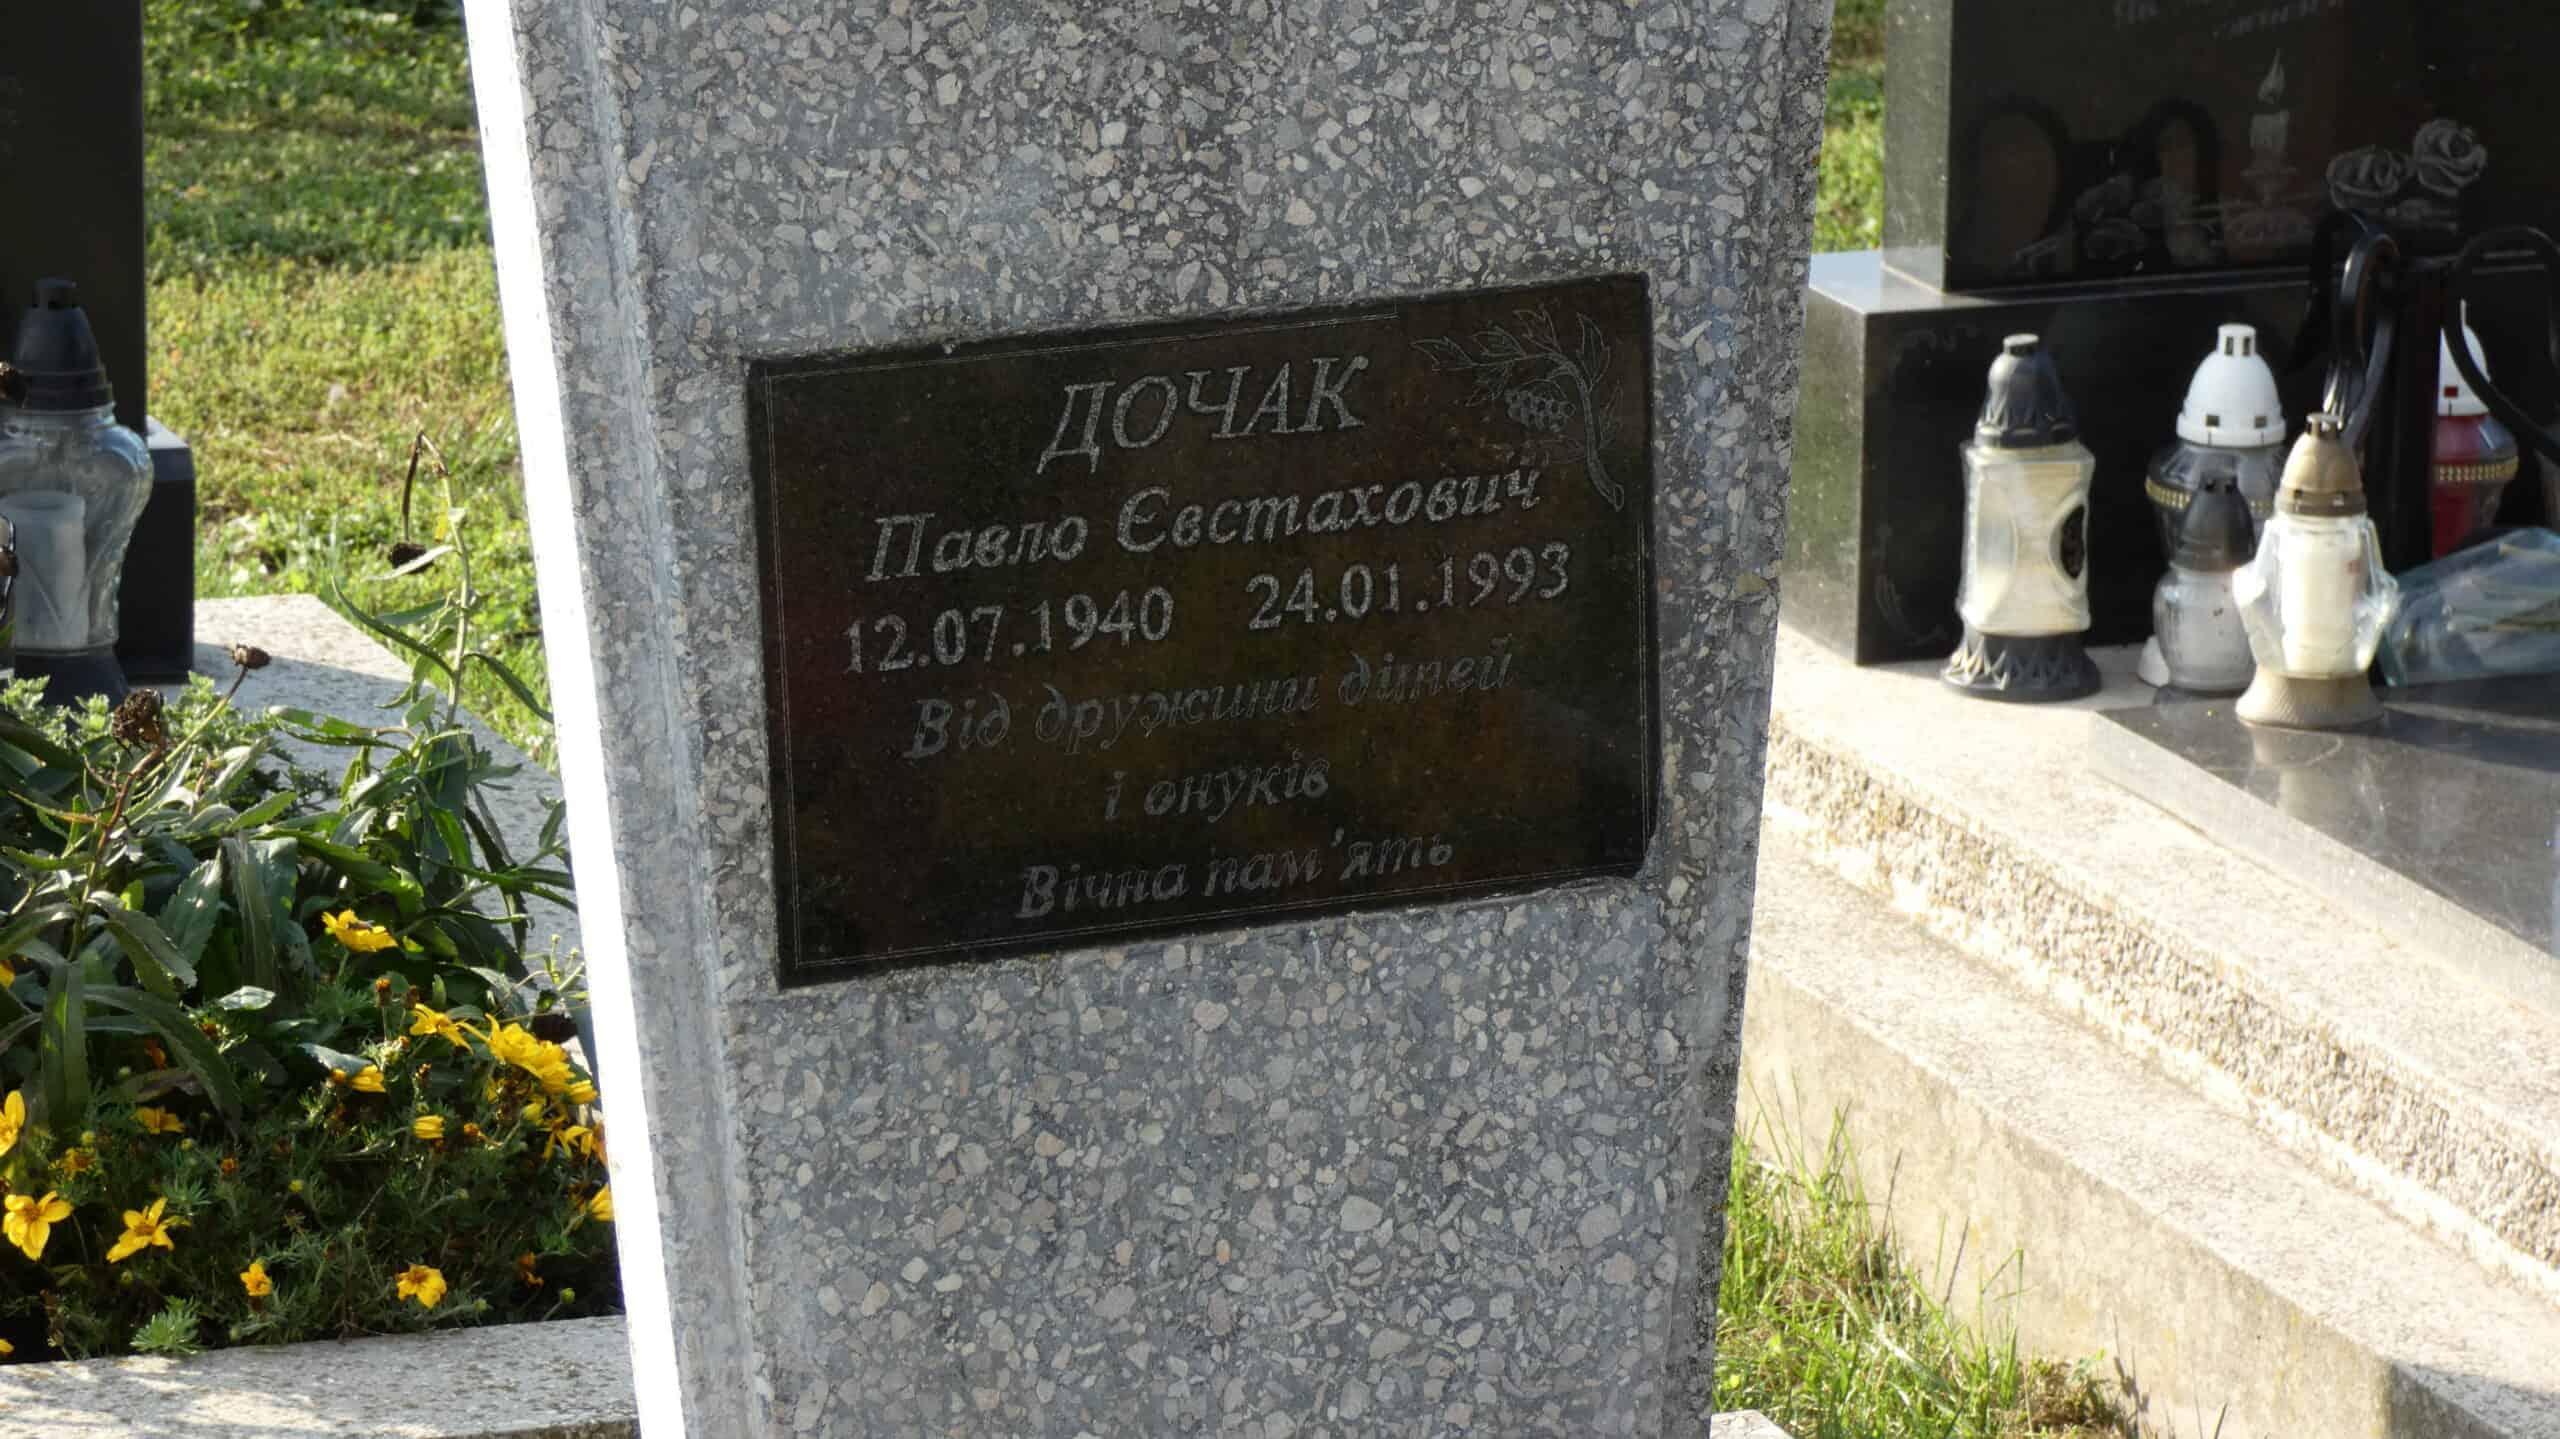 ДОЧАК
Павло Євстахович
12.07.1940 24.01.1993
Від дружини дітей
і онуків
Вічна пам'ять